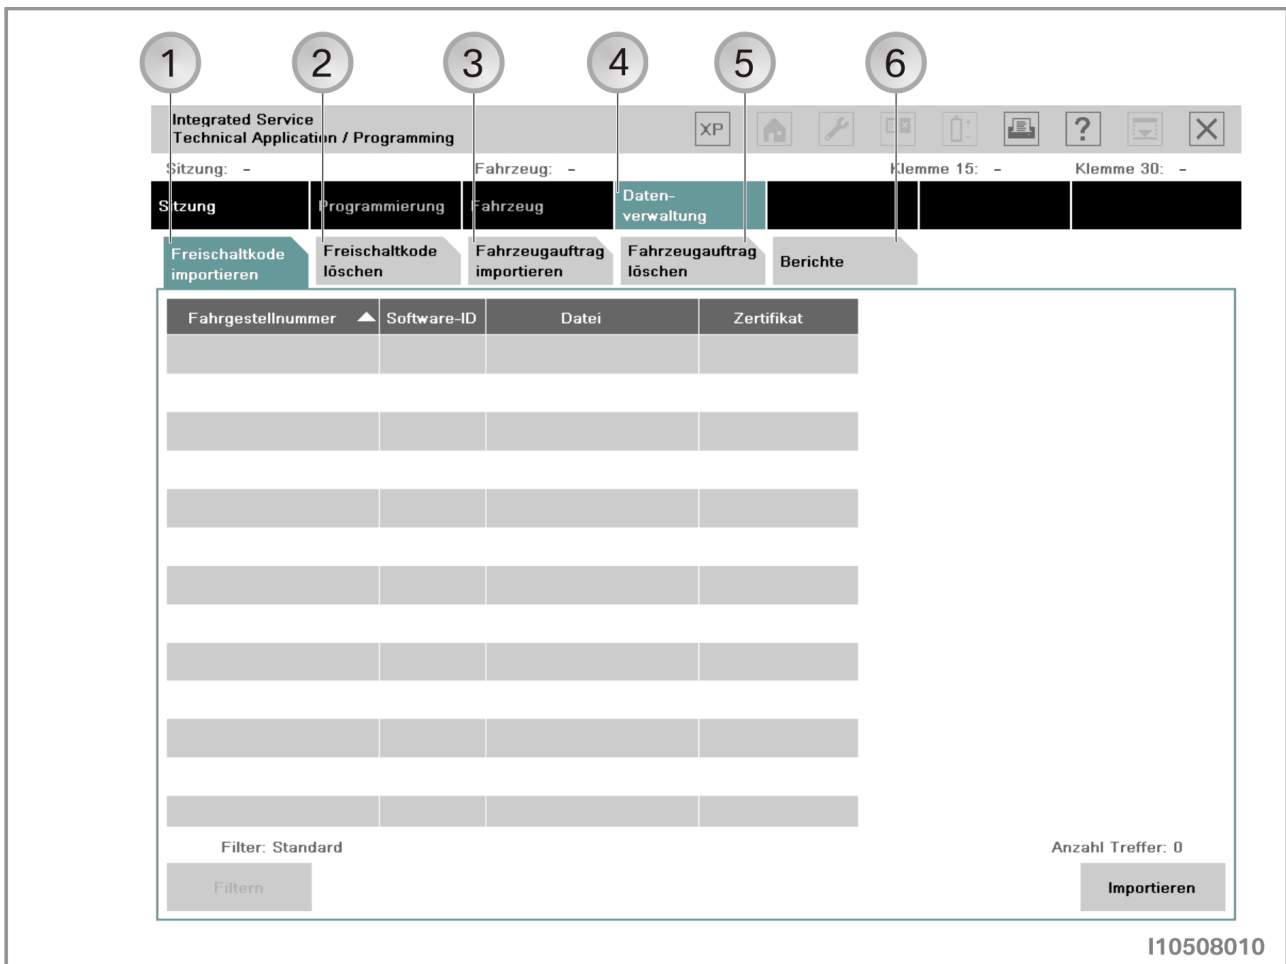 1 2 3 4 5 6
Integrated Service
Technical Application / Programming
XP
?
Sitzung: -
Fahrzeug: -
Klemme 15: -
Klemme 30: -
Sitzung
Programmierung
Fahrzeug
Daten-
verwaltung
Freischaltkode
importieren
Freischaltkode
löschen
Fahrzeugauftrag
importieren
Fahrzeugauftrag
löschen
Berichte
Fahrgestellnummer
Software-ID
Datei
Zertifikat
Filter: Standard
Anzahl Treffer: 0
Filtern
Importieren
I10508010